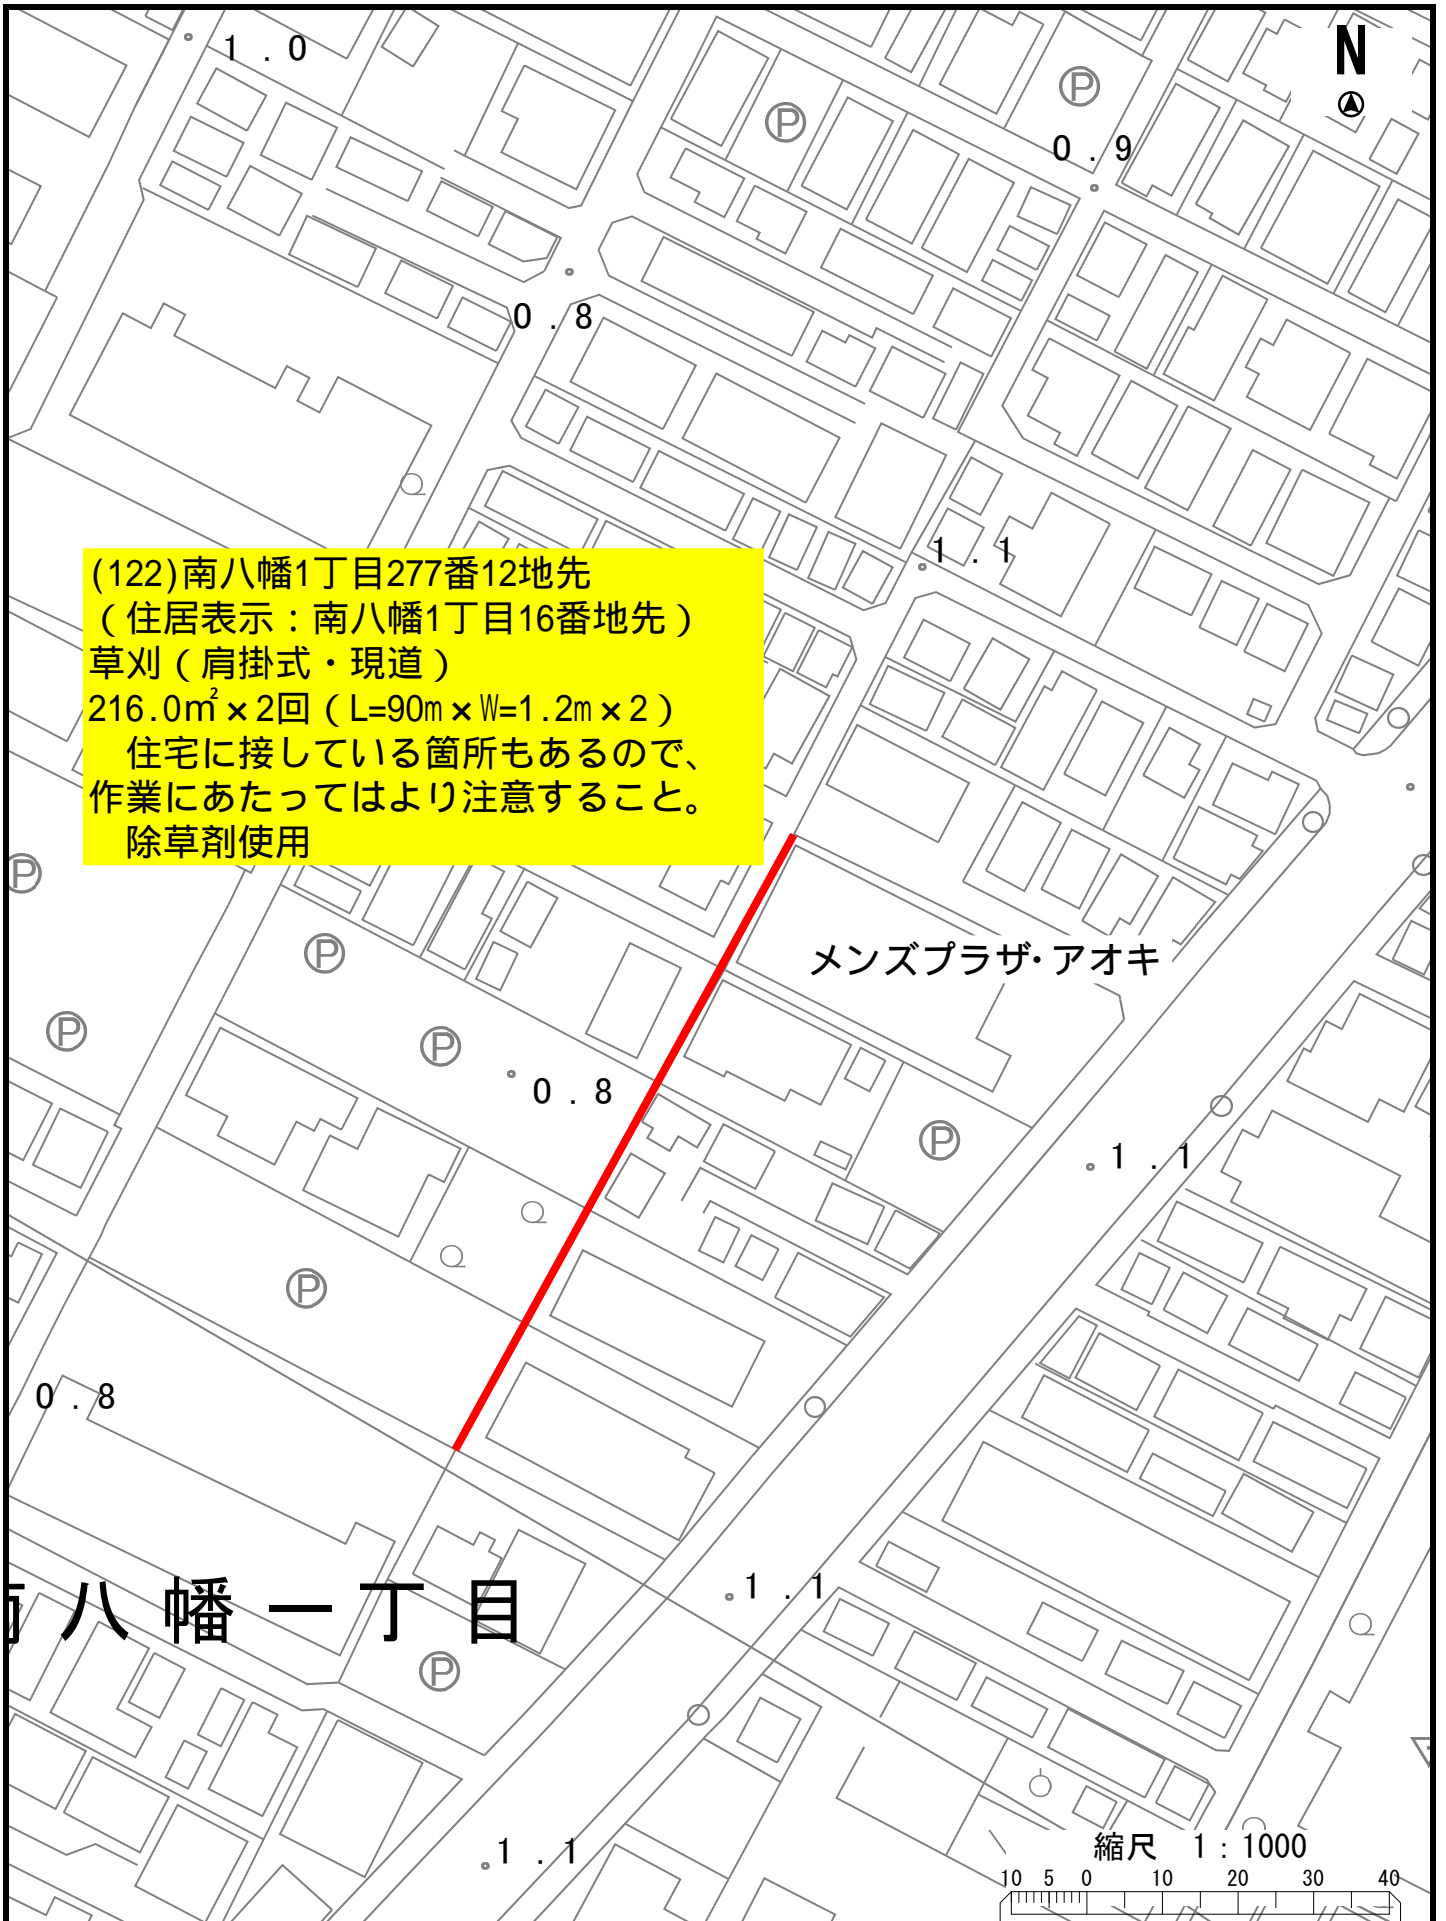 1.0
N
P
P
0.9
0.8
1.1
(122)南八幡1丁目277番12地先
(住居表示：南八幡1丁目16番地先)
草刈(肩掛式・現道)
216.0㎡×2回(L=90m×W=1.2m×2)
住宅に接している箇所もあるので、
作業にあたってはより注意すること。
除草剤使用
P
P
メンズプラザ・アオキ
P
P
0.8
P
1.1
P
0.8
1.1
南八幡一丁目
P
1.1
縮尺 1:1000
10 5 0 10 20 30 40